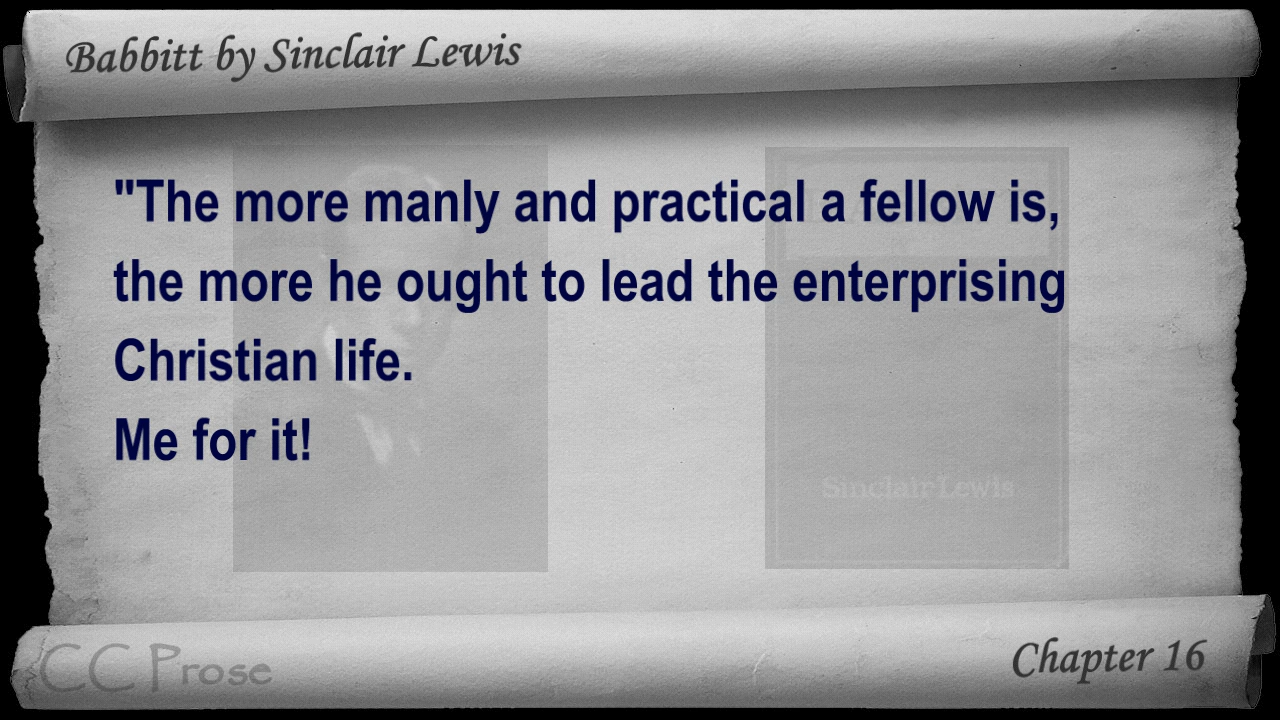 Babbitt by Sinclair Lewis
"The more manly and practical a fellow is,
the more he ought to lead the enterprising
Christian life.
Me for it!
Sinclair Lewis
CC Prose
Chapter 16